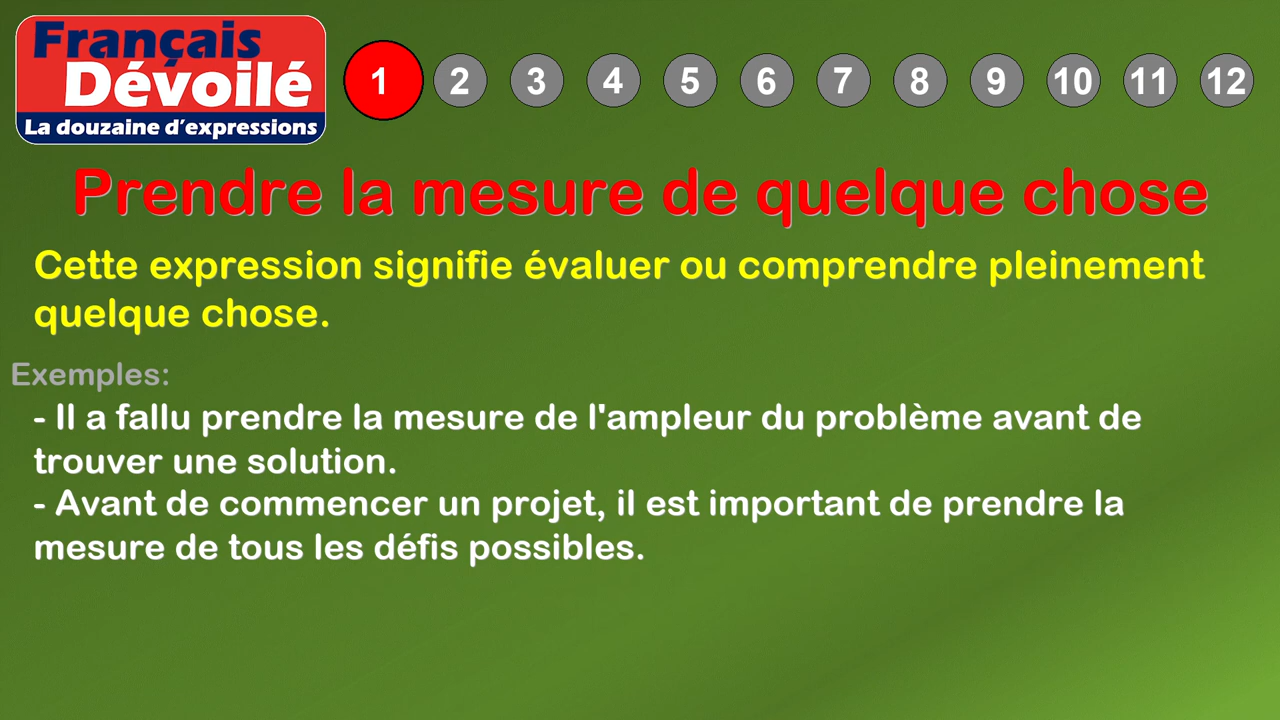 Français
Dévoilé
La douzaine d'expressions
1 2 3 4 5 6 7 8 9 10 11 12
Prendre la mesure de quelque chose
Cette expression signifie évaluer ou comprendre pleinement
quelque chose.
Exemples:
- Il a fallu prendre la mesure de l'ampleur du problème avant de
trouver une solution.
- Avant de commencer un projet, il est important de prendre la
mesure de tous les défis possibles.